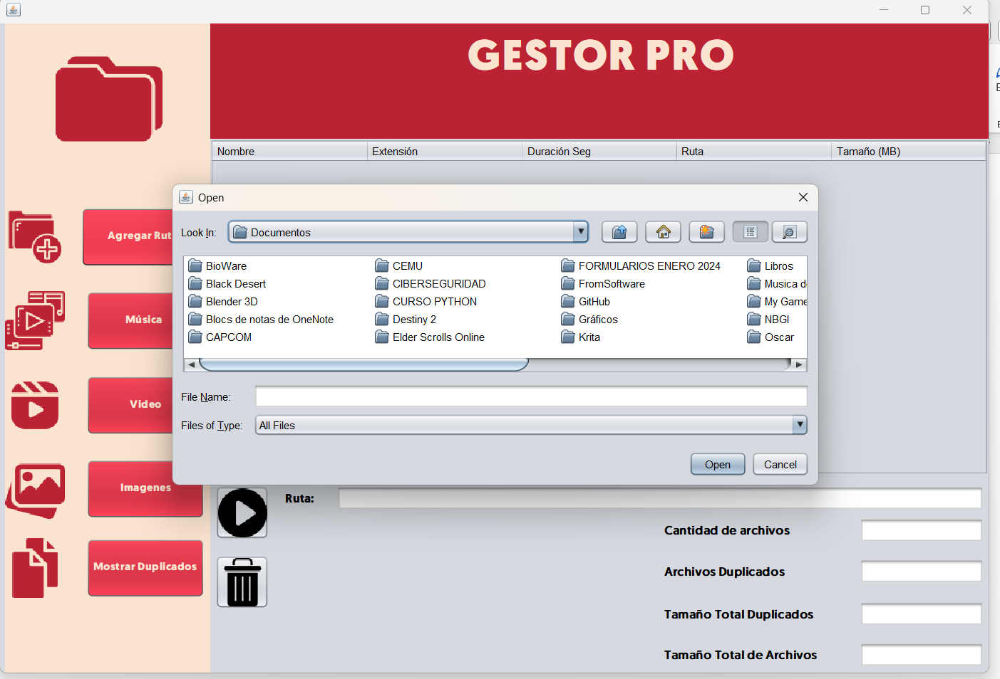 GESTOR PRO
Nombre Extensión Duración Seg Ruta Tamaño (MB)
Open
Look In: Documentos
BioWare CEMU FORMULARIOS ENERO 2024 Libros
Black Desert CIBERSEGURIDAD FromSoftware Musica d
Blender 3D CURSO PYTHON GitHub My Game
Blocs de notas de OneNote Destiny 2 Gráficos NBGI
CAPCOM Elder Scrolls Online Krita Oscar
File Name:
Files of Type: All Files
Open Cancel
Agregar Rut
Música
Video
Imagenes
Mostrar Duplicados
Ruta:
Cantidad de archivos
Archivos Duplicados
Tamaño Total Duplicados
Tamaño Total de Archivos